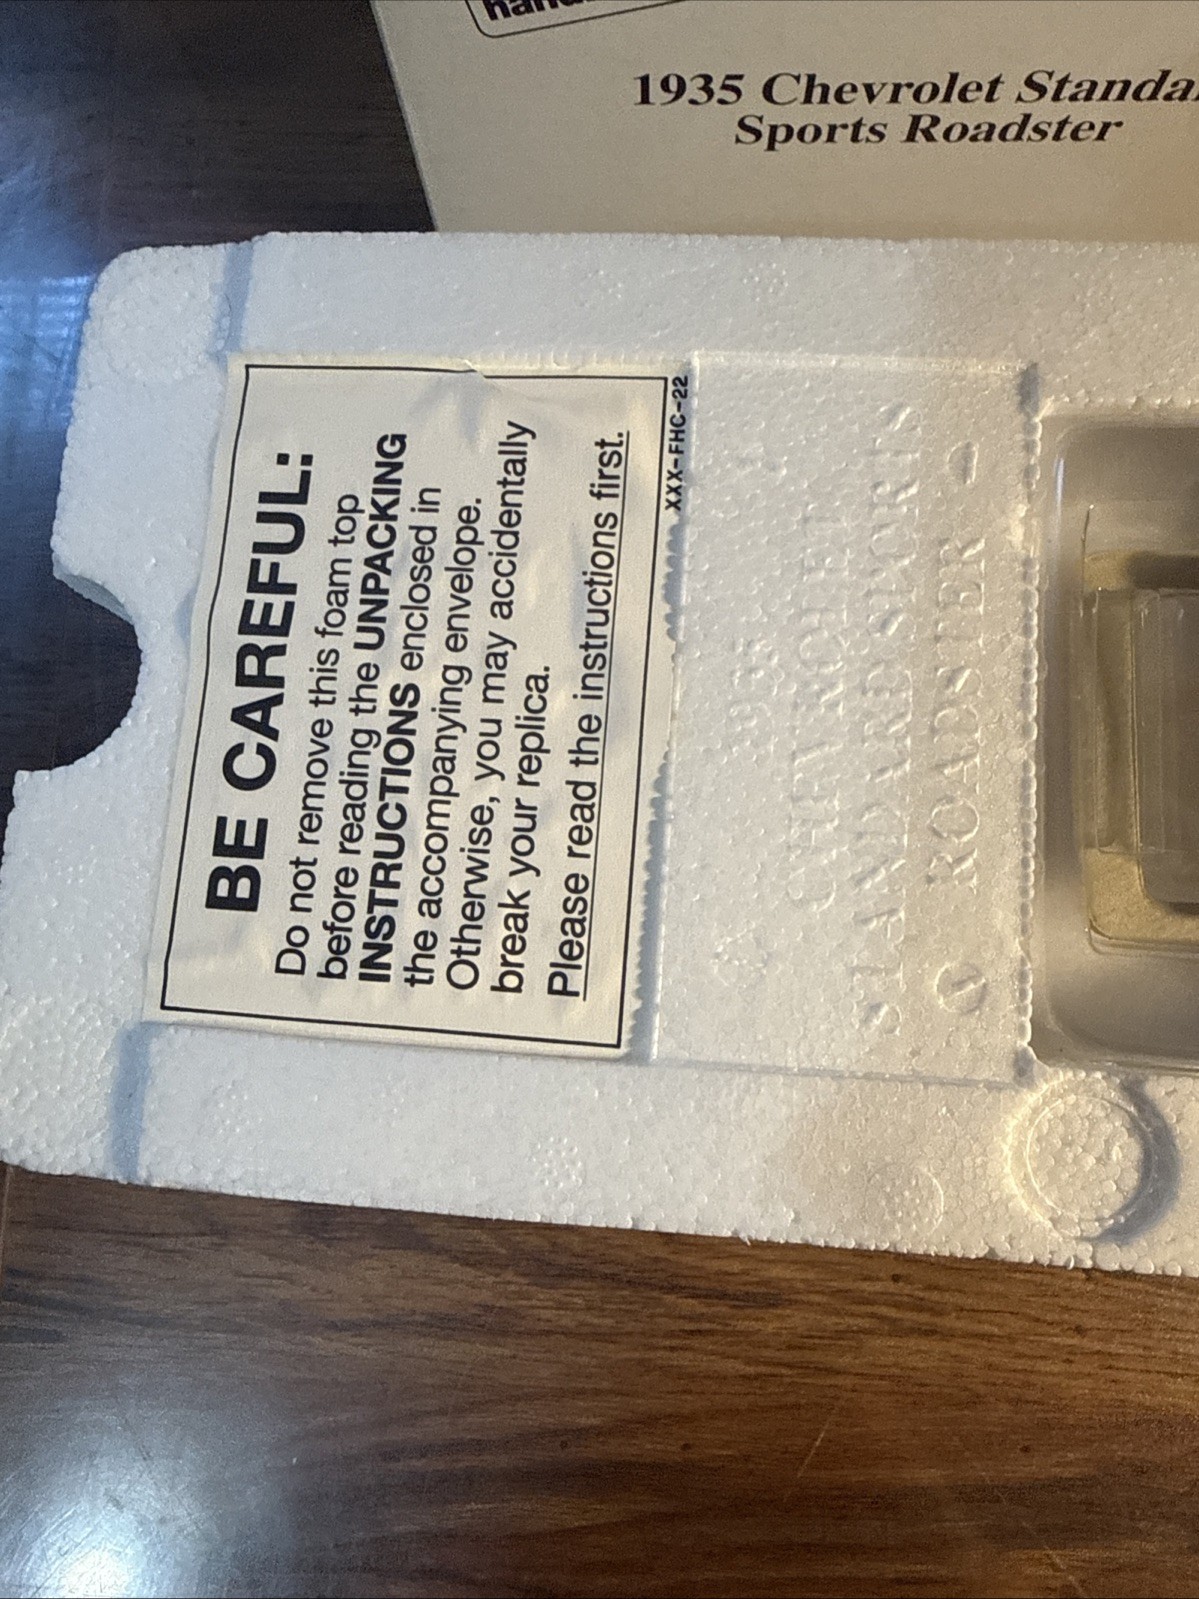 1935 Chevrolet Standa
Sports Roadster
BE CAREFUL:
Do not remove this foam top
before reading the UNPACKING
INSTRUCTIONS enclosed in
the accompanying envelope.
Otherwise, you may accidentally
break your replica.
Please read the instructions first.
XXX-FHC-22
1935
CHEVROLET
STANDARD SPORTS
ROADSTER